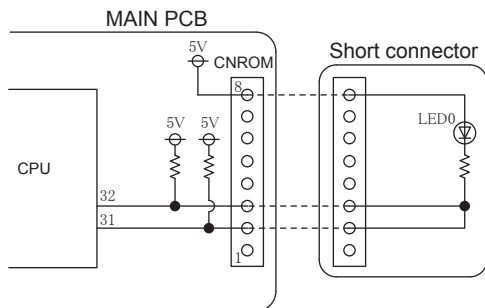 MAIN PCB
Short connector
5V CNROM
8
LED0
5V 5V
CPU
32
31
1